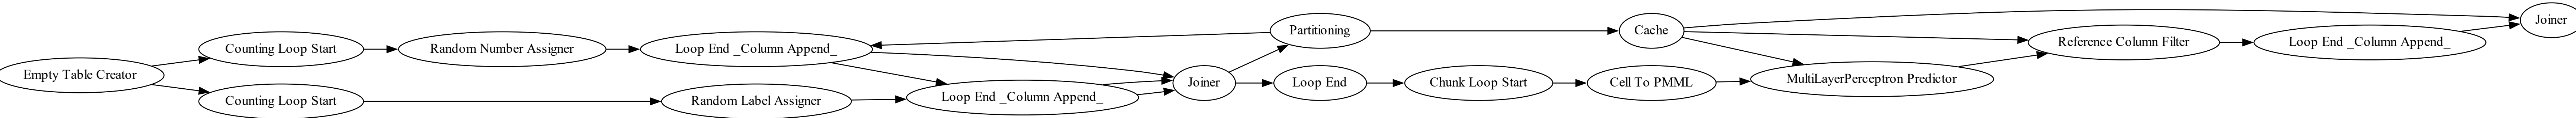 Empty Table Creator
Counting Loop Start
Counting Loop Start
Random Number Assigner
Random Label Assigner
Loop End _Column Append_
Loop End _Column Append_
Joiner
Partitioning
Loop End
Chunk Loop Start
Cache
Cell To PMML
MultiLayerPerceptron Predictor
Reference Column Filter
Loop End _Column Append_
Joiner